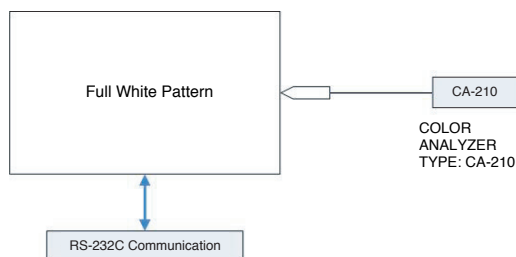 Full White Pattern
CA-210
COLOR
ANALYZER
TYPE: CA-210
RS-232C Communication